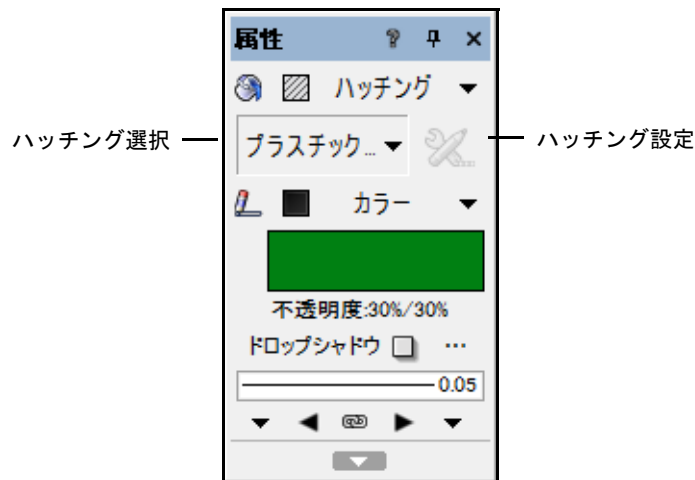 属性
ハッチング
ハッチング選択
プラスチック...
ハッチング設定
カラー
不透明度:30%/30%
ドロップシャドウ ...
0.05